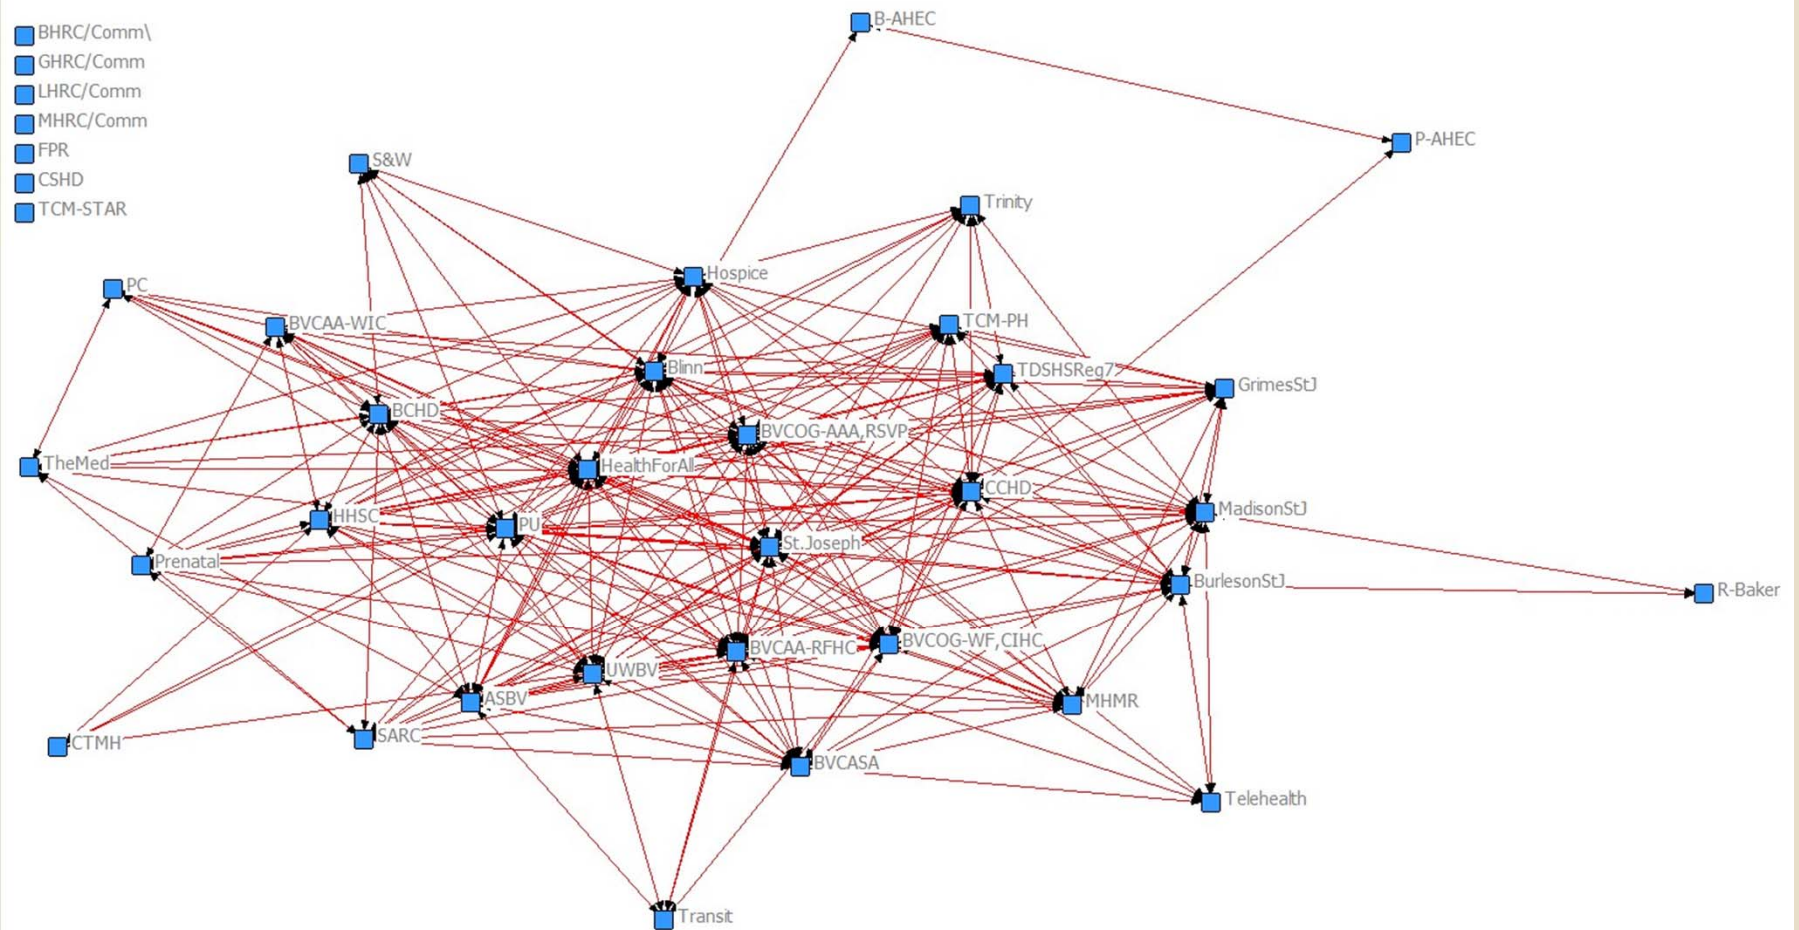 BHRC/Comm\
GHRC/Comm
LHRC/Comm
MHRC/Comm
FPR
CSHD
TCM-STAR
B-AHEC
P-AHEC
S&W
Trinity
Hospice
PC
BVCAA-WIC
TCM-PH
Blinn
TDSHSReg7
GrimesStJ
BCHD
BVCOG-AAA,RSVP
TheMed
HealthForAll
CCHD
HHSC
PU
MadisonStJ
St.Joseph
Prenatal
BurlesonStJ
R-Baker
BVCAA-RFHC
BVCOG-WF,CIHC
UWBV
ASBV
MHMR
CTMH
SARC
BVCASA
Telehealth
Transit